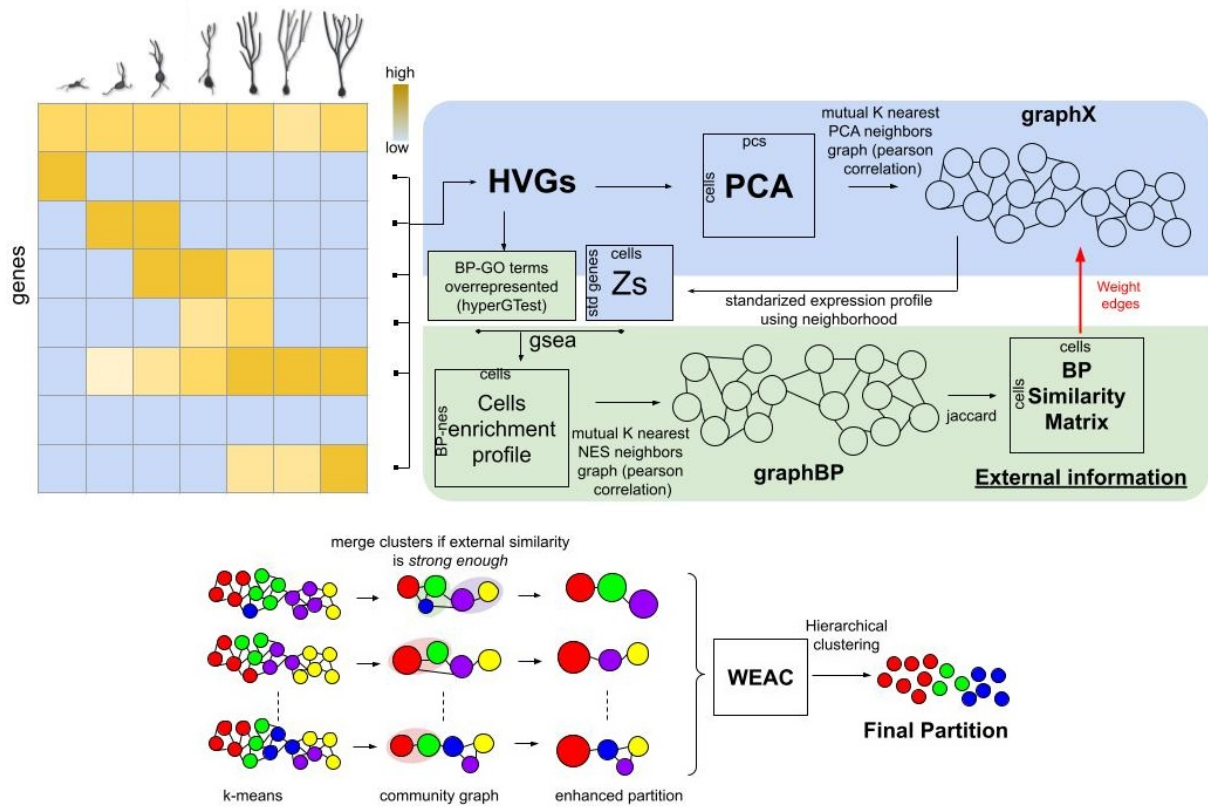 high
low
genes
HVGs
pcs
cells
PCA
mutual K nearest
PCA neighbors
graph (pearson
correlation)
graphX
BP-GO terms
overrepresented
(hyperGTest)
cells
std genes
Zs
standarized expression profile
using neighborhood
Weight
edges
gsea
cells
BP-nes
Cells
enrichment
profile
mutual K nearest
NES neighbors
graph (pearson
correlation)
graphBP
jaccard
cells
cells
BP
Similarity
Matrix
External information
merge clusters if external similarity
is strong enough
WEAC
Hierarchical
clustering
Final Partition
k-means
community graph
enhanced partition